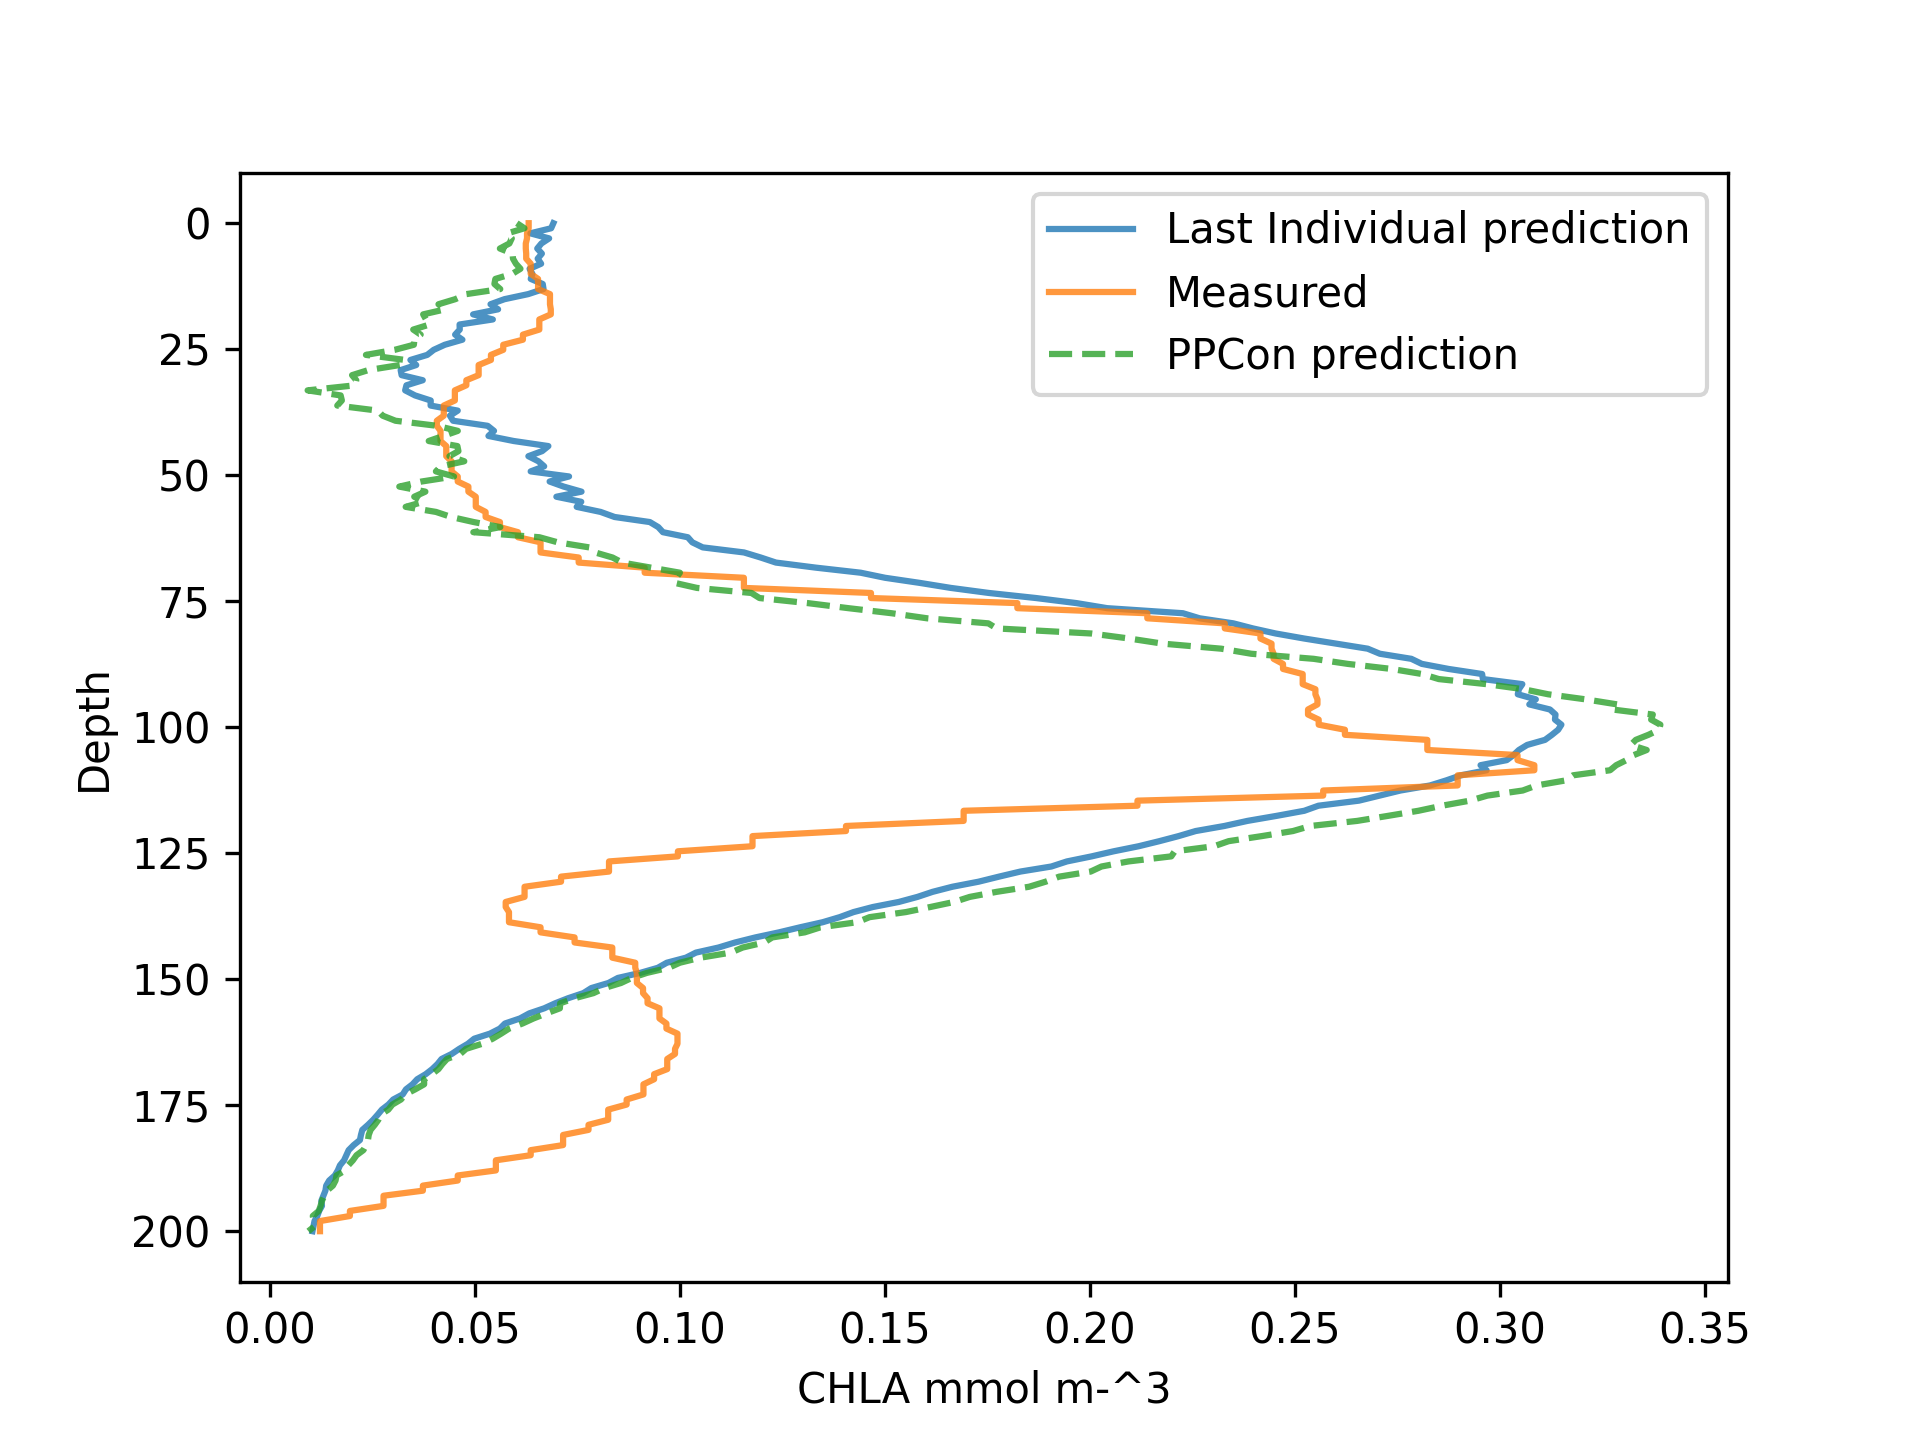 Last Individual prediction
Measured
PPCon prediction
0
25
50
75
100
125
150
175
200
Depth
0.00 0.05 0.10 0.15 0.20 0.25 0.30 0.35
CHLA mmol m-^3